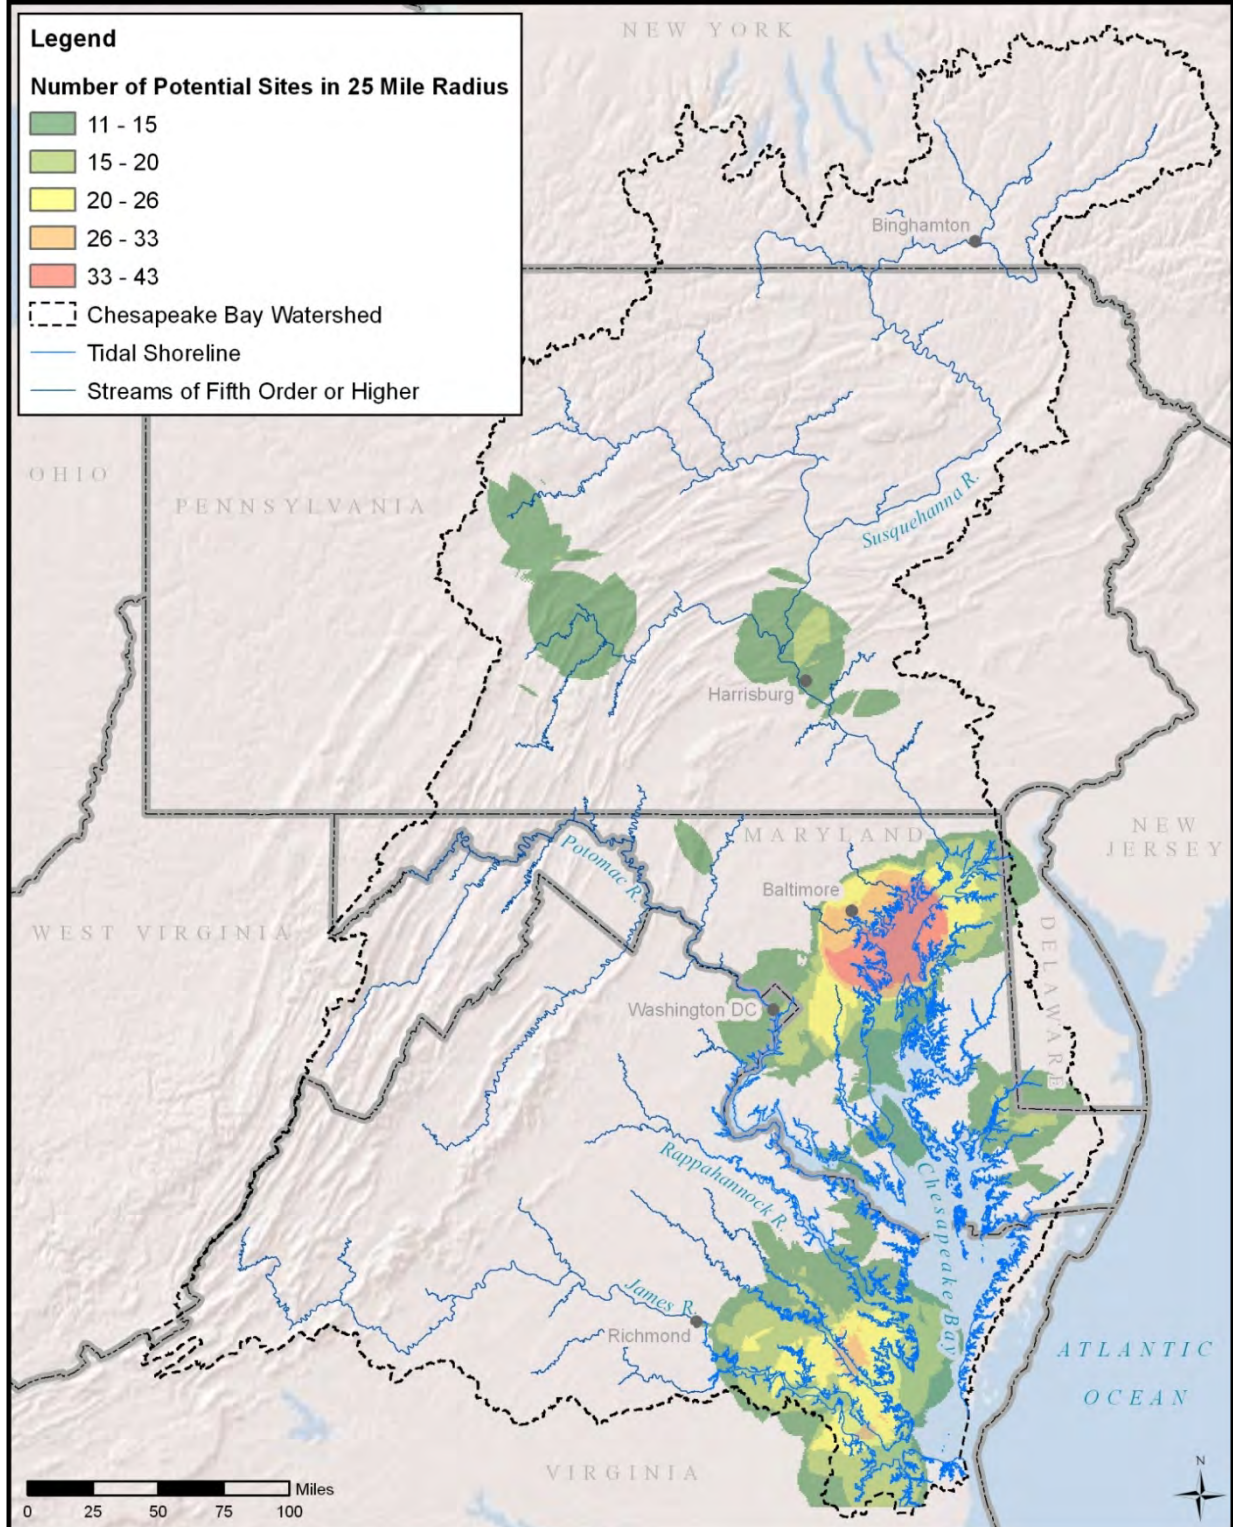 Legend
Number of Potential Sites in 25 Mile Radius
11 - 15
15 - 20
20 - 26
26 - 33
33 - 43
Chesapeake Bay Watershed
Tidal Shoreline
Streams of Fifth Order or Higher
NEW YORK
Binghamton
OHIO
PENNSYLVANIA
Susquehanna R.
Harrisburg
MARYLAND
NEW
JERSEY
Potomac R.
Baltimore
WEST VIRGINIA
DELAWARE
Washington DC
Rappahannock R.
Chesapeake Bay
James R.
Richmond
ATLANTIC
OCEAN
VIRGINIA
Miles
0 25 50 75 100
N